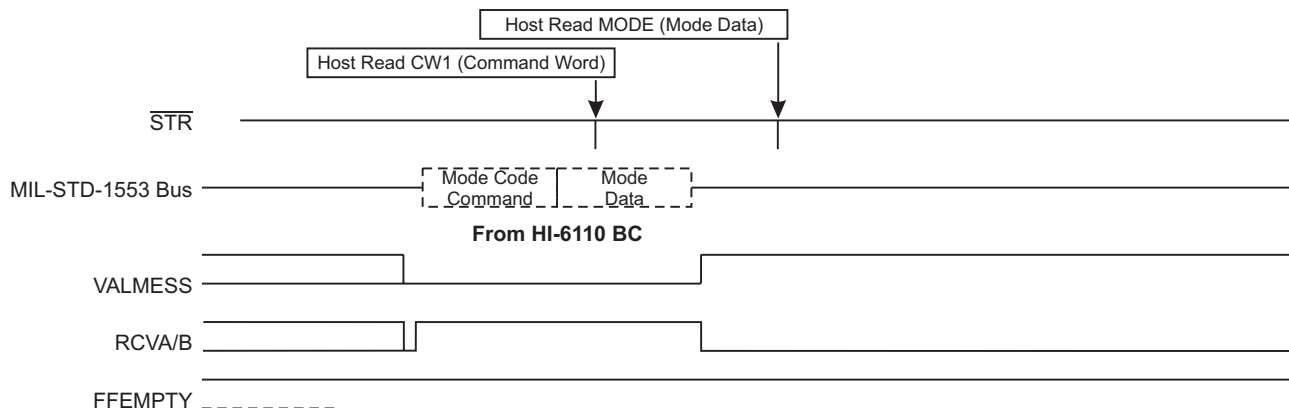 Host Read MODE (Mode Data)
Host Read CW1 (Command Word)
STR
MIL-STD-1553 Bus
Mode Code
Command
Mode
Data
From HI-6110 BC
VALMESS
RCVA/B
FFEMPTY